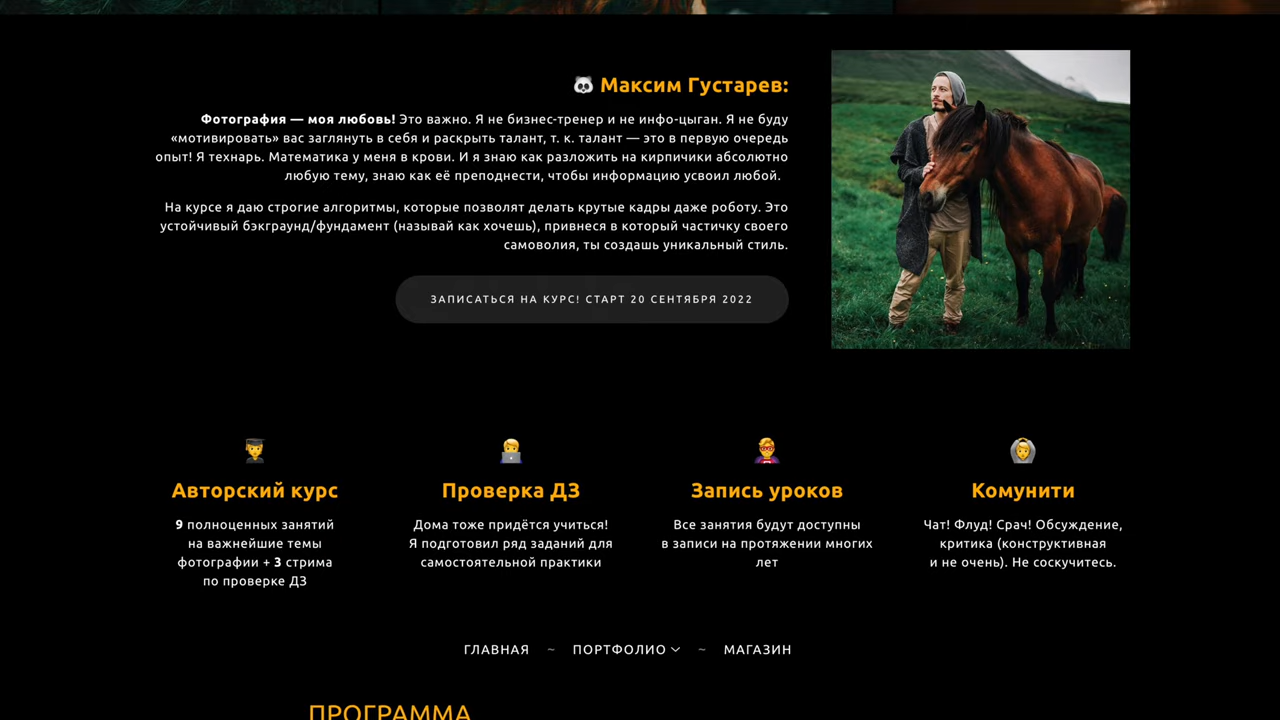 Максим Густарев:
Фотография — моя любовь! Это важно. Я не бизнес-тренер и не инфо-цыган. Я не буду
«мотивировать» вас заглянуть в себя и раскрыть талант, т. к. талант — это в первую очередь
опыт! Я технарь. Математика у меня в крови. И я знаю как разложить на кирпичики абсолютно
любую тему, знаю как её преподнести, чтобы информацию усвоил любой.
На курсе я даю строгие алгоритмы, которые позволят делать крутые кадры даже роботу. Это
устойчивый бэкграунд/фундамент (называй как хочешь), привнеся в который частичку своего
самоволия, ты создашь уникальный стиль.
ЗАПИСАТЬСЯ НА КУРС! СТАРТ 20 СЕНТЯБРЯ 2022
Авторский курс
9 полноценных занятий
на важнейшие темы
фотографии + 3 стрима
по проверке ДЗ
Проверка ДЗ
Дома тоже придётся учиться!
Я подготовил ряд заданий для
самостоятельной практики
Запись уроков
Все занятия будут доступны
в записи на протяжении многих
лет
Комунити
Чат! Флуд! Срач! Обсуждение,
критика (конструктивная
и не очень). Не соскучитесь.
ГЛАВНАЯ ~ ПОРТФОЛИО ~ МАГАЗИН
ПРОГРАММА